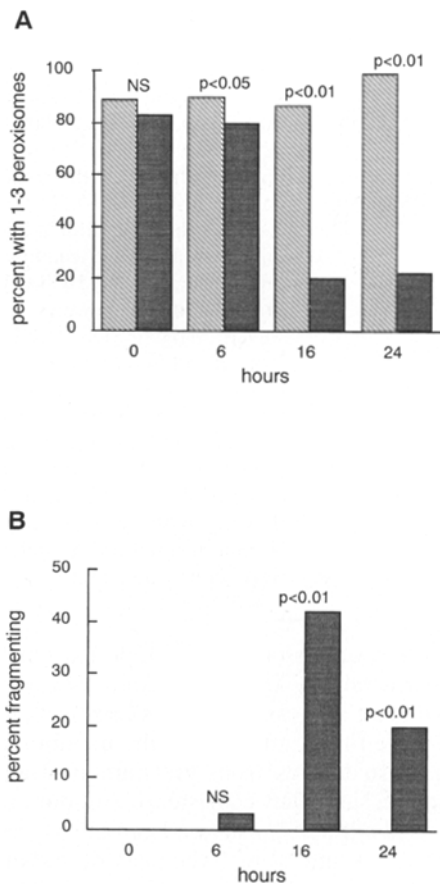 A
percent with 1-3 peroxisomes
100
80
60
40
20
0
NS
p<0.05
p<0.01
p<0.01
0
6
16
24
hours
B
percent fragmenting
50
40
30
20
10
0
NS
p<0.01
p<0.01
0
6
16
24
hours